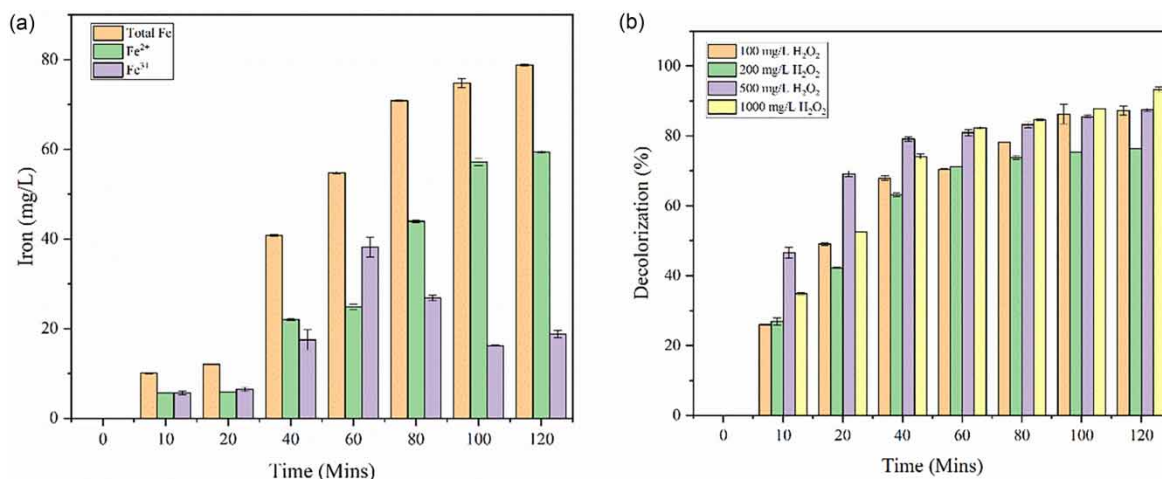 (a)
Total Fe
Fe²⁺
Fe³⁺
80
60
40
20
0
Iron (mg/L)
0 10 20 40 60 80 100 120
Time (Mins)
(b)
100 mg/L H₂O₂
200 mg/L H₂O₂
500 mg/L H₂O₂
1000 mg/L H₂O₂
100
80
60
40
20
0
Decolorization (%)
0 10 20 40 60 80 100 120
Time (Mins)